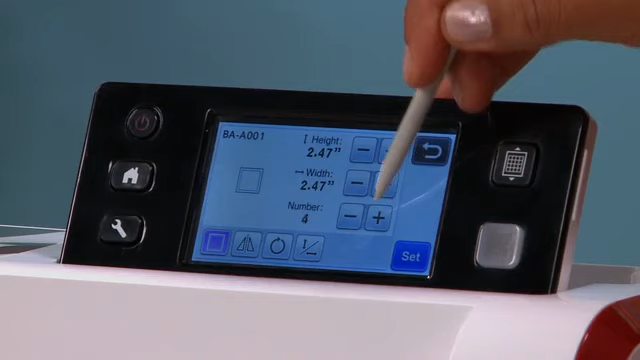 BA-A001
Height:
2.47"
Width:
2.47"
Number:
4
Set